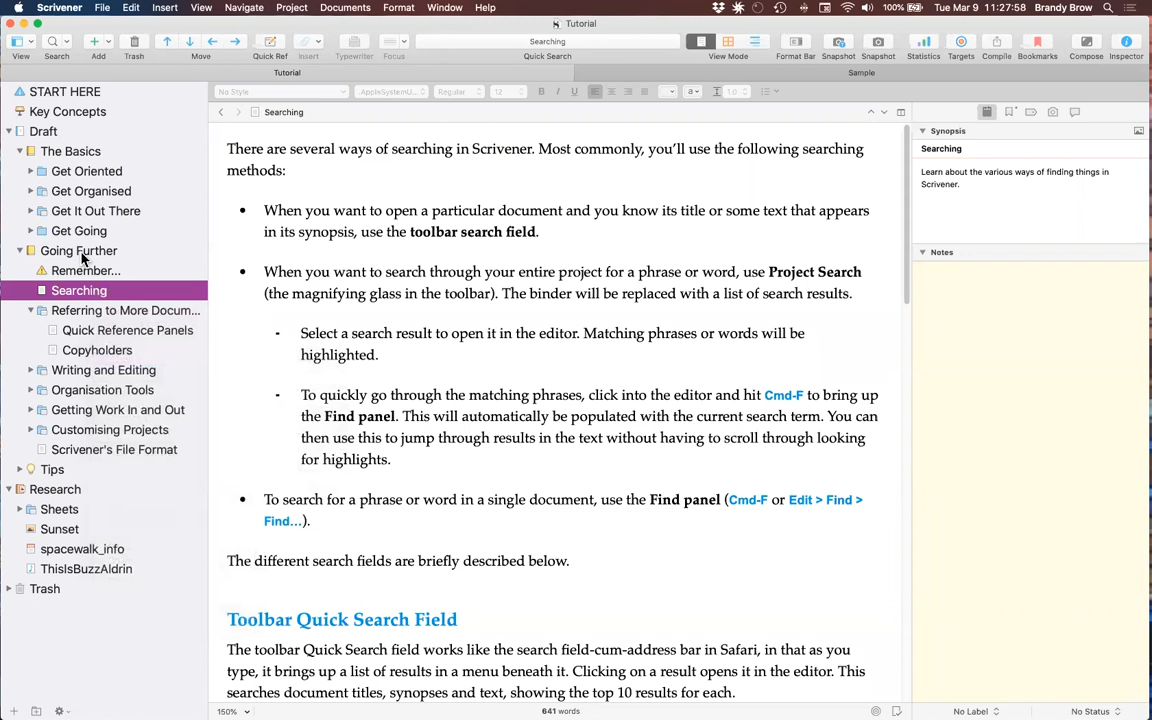 Scrivener File Edit Insert View Navigate Project Documents Format Window Help
100% Tue Mar 9 11:27:58 Brandy Brow
Tutorial
Searching
View Search Add Trash Quick Ref Insert Typewriter Focus Quick Search View Mode Format Bar Snapshot Snapshot Statistics Targets Compile Bookmarks Compose Inspector
Tutorial Sample
No Style .AppleSystemU... Regular 12 B I U a 1.0
START HERE
Key Concepts
Draft
The Basics
Get Oriented
Get Organised
Get It Out There
Get Going
Going Further
Remember...
Searching
Referring to More Docum...
Quick Reference Panels
Copyholders
Writing and Editing
Organisation Tools
Getting Work In and Out
Customising Projects
Scrivener's File Format
Tips
Research
Sheets
Sunset
spacewalk_info
ThisIsBuzzAldrin
Trash
Searching
There are several ways of searching in Scrivener. Most commonly, you'll use the following searching
methods:
• When you want to open a particular document and you know its title or some text that appears
in its synopsis, use the toolbar search field.
• When you want to search through your entire project for a phrase or word, use Project Search
(the magnifying glass in the toolbar). The binder will be replaced with a list of search results.
- Select a search result to open it in the editor. Matching phrases or words will be
highlighted.
- To quickly go through the matching phrases, click into the editor and hit Cmd-F to bring up
the Find panel. This will automatically be populated with the current search term. You can
then use this to jump through results in the text without having to scroll through looking
for highlights.
• To search for a phrase or word in a single document, use the Find panel (Cmd-F or Edit > Find >
Find...).
The different search fields are briefly described below.
Toolbar Quick Search Field
The toolbar Quick Search field works like the search field-cum-address bar in Safari, in that as you
type, it brings up a list of results in a menu beneath it. Clicking on a result opens it in the editor. This
searches document titles, synopses and text, showing the top 10 results for each.
150% 641 words
Synopsis
Searching
Learn about the various ways of finding things in
Scrivener.
Notes
No Label No Status